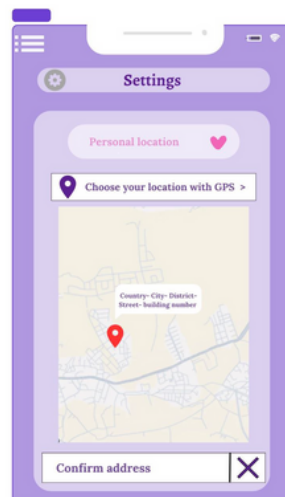 Settings
Personal location
Choose your location with GPS >
Country- City- District-
Street- building number
Confirm address